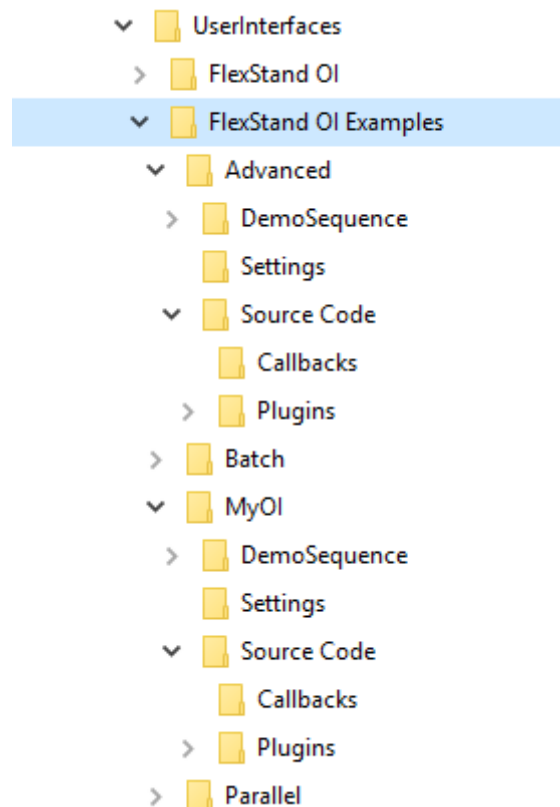 UserInterfaces
FlexStand OI
FlexStand OI Examples
Advanced
DemoSequence
Settings
Source Code
Callbacks
Plugins
Batch
MyOI
DemoSequence
Settings
Source Code
Callbacks
Plugins
Parallel